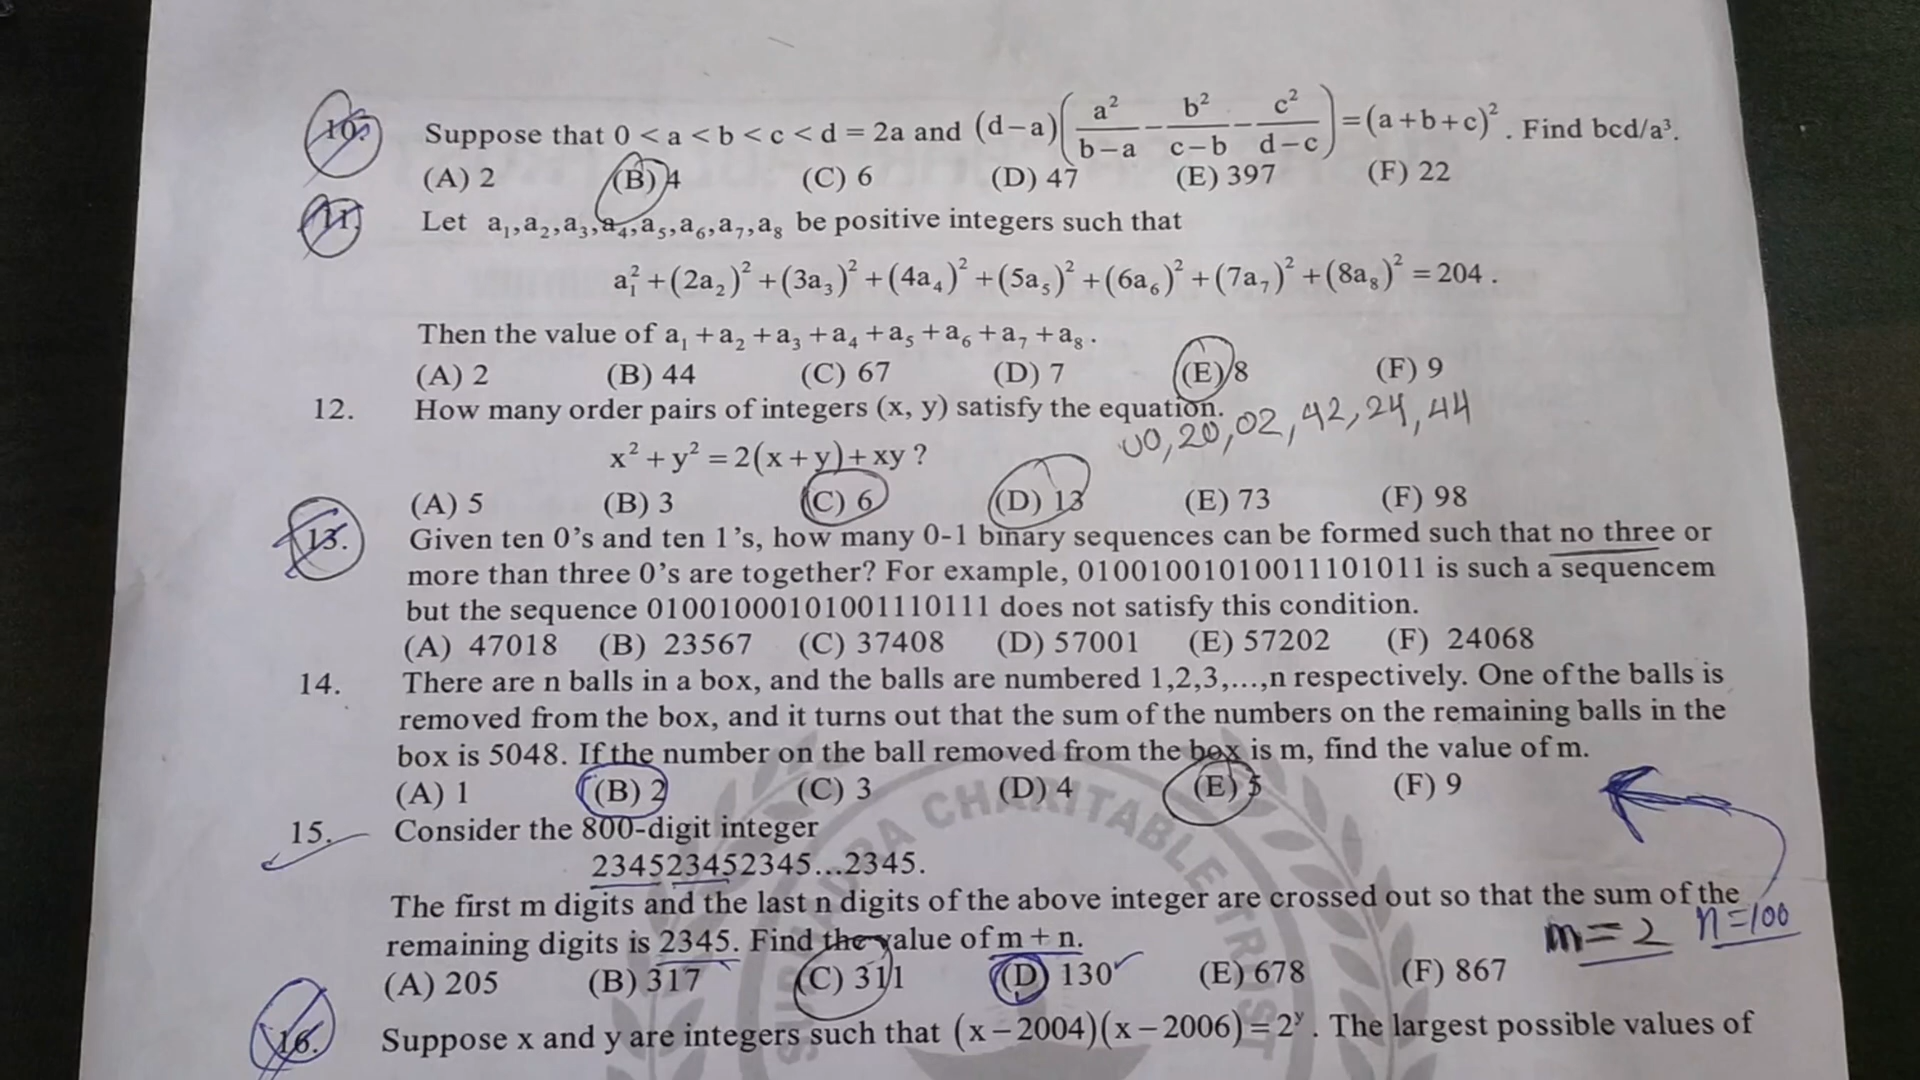 10. Suppose that 0 < a < b < c < d = 2a and (d−a)(a²/(b−a) − b²/(c−b) − c²/(d−c)) = (a+b+c)². Find bcd/a³.
(A) 2 (B) 4 (C) 6 (D) 47 (E) 397 (F) 22
11. Let a₁,a₂,a₃,a₄,a₅,a₆,a₇,a₈ be positive integers such that
a₁²+(2a₂)²+(3a₃)²+(4a₄)²+(5a₅)²+(6a₆)²+(7a₇)²+(8a₈)² = 204.
Then the value of a₁+a₂+a₃+a₄+a₅+a₆+a₇+a₈.
(A) 2 (B) 44 (C) 67 (D) 7 (E) 8 (F) 9
12. How many order pairs of integers (x, y) satisfy the equation.
00,20,02,42,24,44
x²+y² = 2(x+y)+xy ?
(A) 5 (B) 3 (C) 6 (D) 13 (E) 73 (F) 98
13. Given ten 0's and ten 1's, how many 0-1 binary sequences can be formed such that no three or
more than three 0's are together? For example, 01001001010011101011 is such a sequencem
but the sequence 01001000101001110111 does not satisfy this condition.
(A) 47018 (B) 23567 (C) 37408 (D) 57001 (E) 57202 (F) 24068
14. There are n balls in a box, and the balls are numbered 1,2,3,...,n respectively. One of the balls is
removed from the box, and it turns out that the sum of the numbers on the remaining balls in the
box is 5048. If the number on the ball removed from the box is m, find the value of m.
(A) 1 (B) 2 (C) 3 (D) 4 (E) 5 (F) 9
15. Consider the 800-digit integer
234523452345...2345.
The first m digits and the last n digits of the above integer are crossed out so that the sum of the
remaining digits is 2345. Find the value of m + n.
m=2 n=100
(A) 205 (B) 317 (C) 311 (D) 130 (E) 678 (F) 867
16. Suppose x and y are integers such that (x−2004)(x−2006) = 2ʸ. The largest possible values of
CHARITABLE TRIST